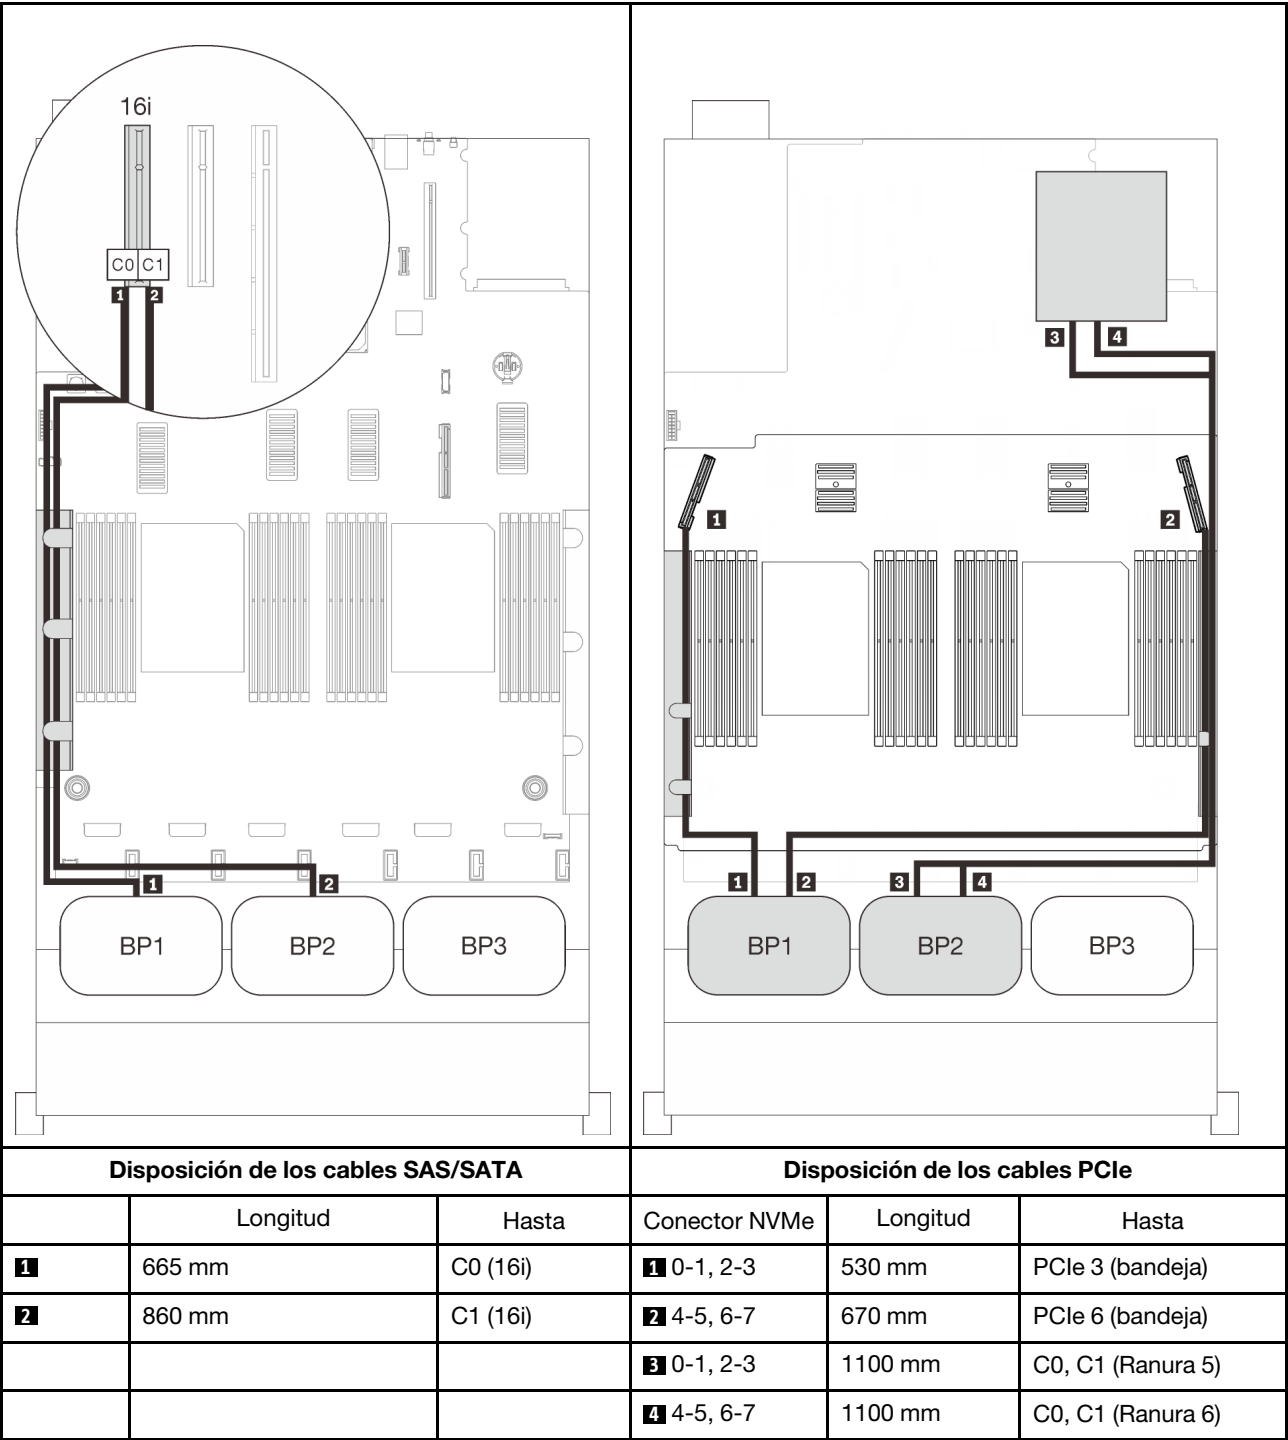 16i
C0 C1
1 2
1 2
BP1 BP2 BP3
3 4
1 2
1 2 3 4
BP1 BP2 BP3
Disposición de los cables SAS/SATA
Longitud Hasta
1 665 mm C0 (16i)
2 860 mm C1 (16i)
Disposición de los cables PCIe
Conector NVMe Longitud Hasta
1 0-1, 2-3 530 mm PCIe 3 (bandeja)
2 4-5, 6-7 670 mm PCIe 6 (bandeja)
3 0-1, 2-3 1100 mm C0, C1 (Ranura 5)
4 4-5, 6-7 1100 mm C0, C1 (Ranura 6)